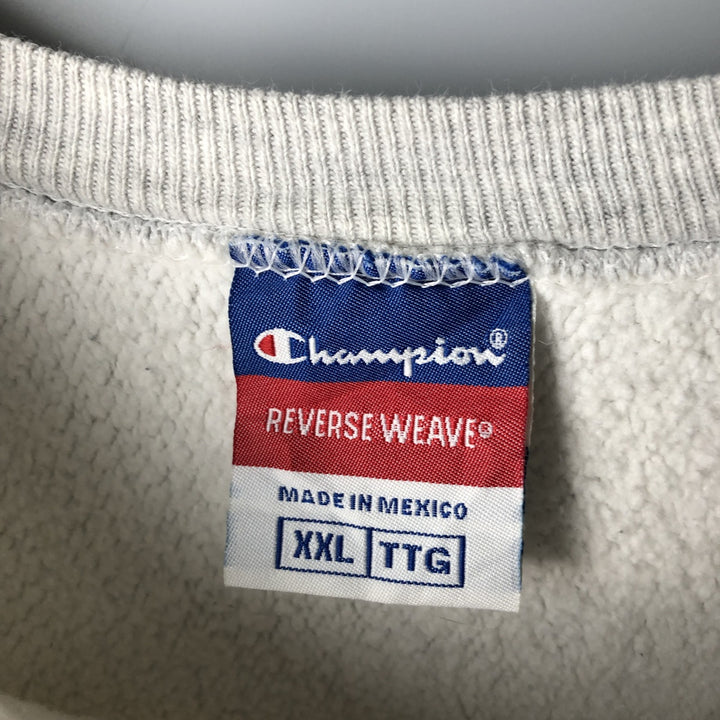 Champion®
REVERSE WEAVE®
MADE IN MEXICO
XXL TTG